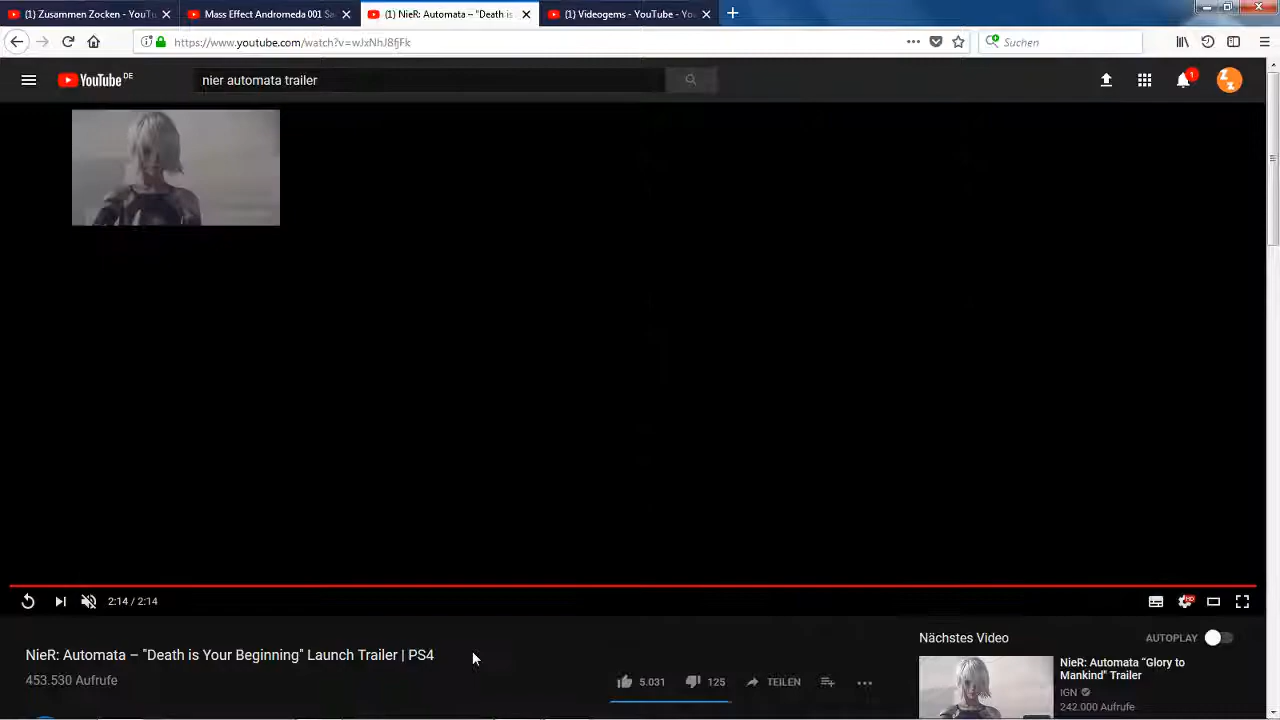 (1) Zusammen Zocken - YouTu
Mass Effect Andromeda 001 Sa
(1) NieR: Automata – "Death is
(1) Videogems - YouTube - Yo
https://www.youtube.com/watch?v=wJxNhJ8fjFk
Suchen
YouTube DE
nier automata trailer
1
2:14 / 2:14
HD
NieR: Automata – "Death is Your Beginning" Launch Trailer | PS4
453.530 Aufrufe
5.031
125
TEILEN
Nächstes Video
AUTOPLAY
NieR: Automata “Glory to
Mankind" Trailer
IGN
242.000 Aufrufe